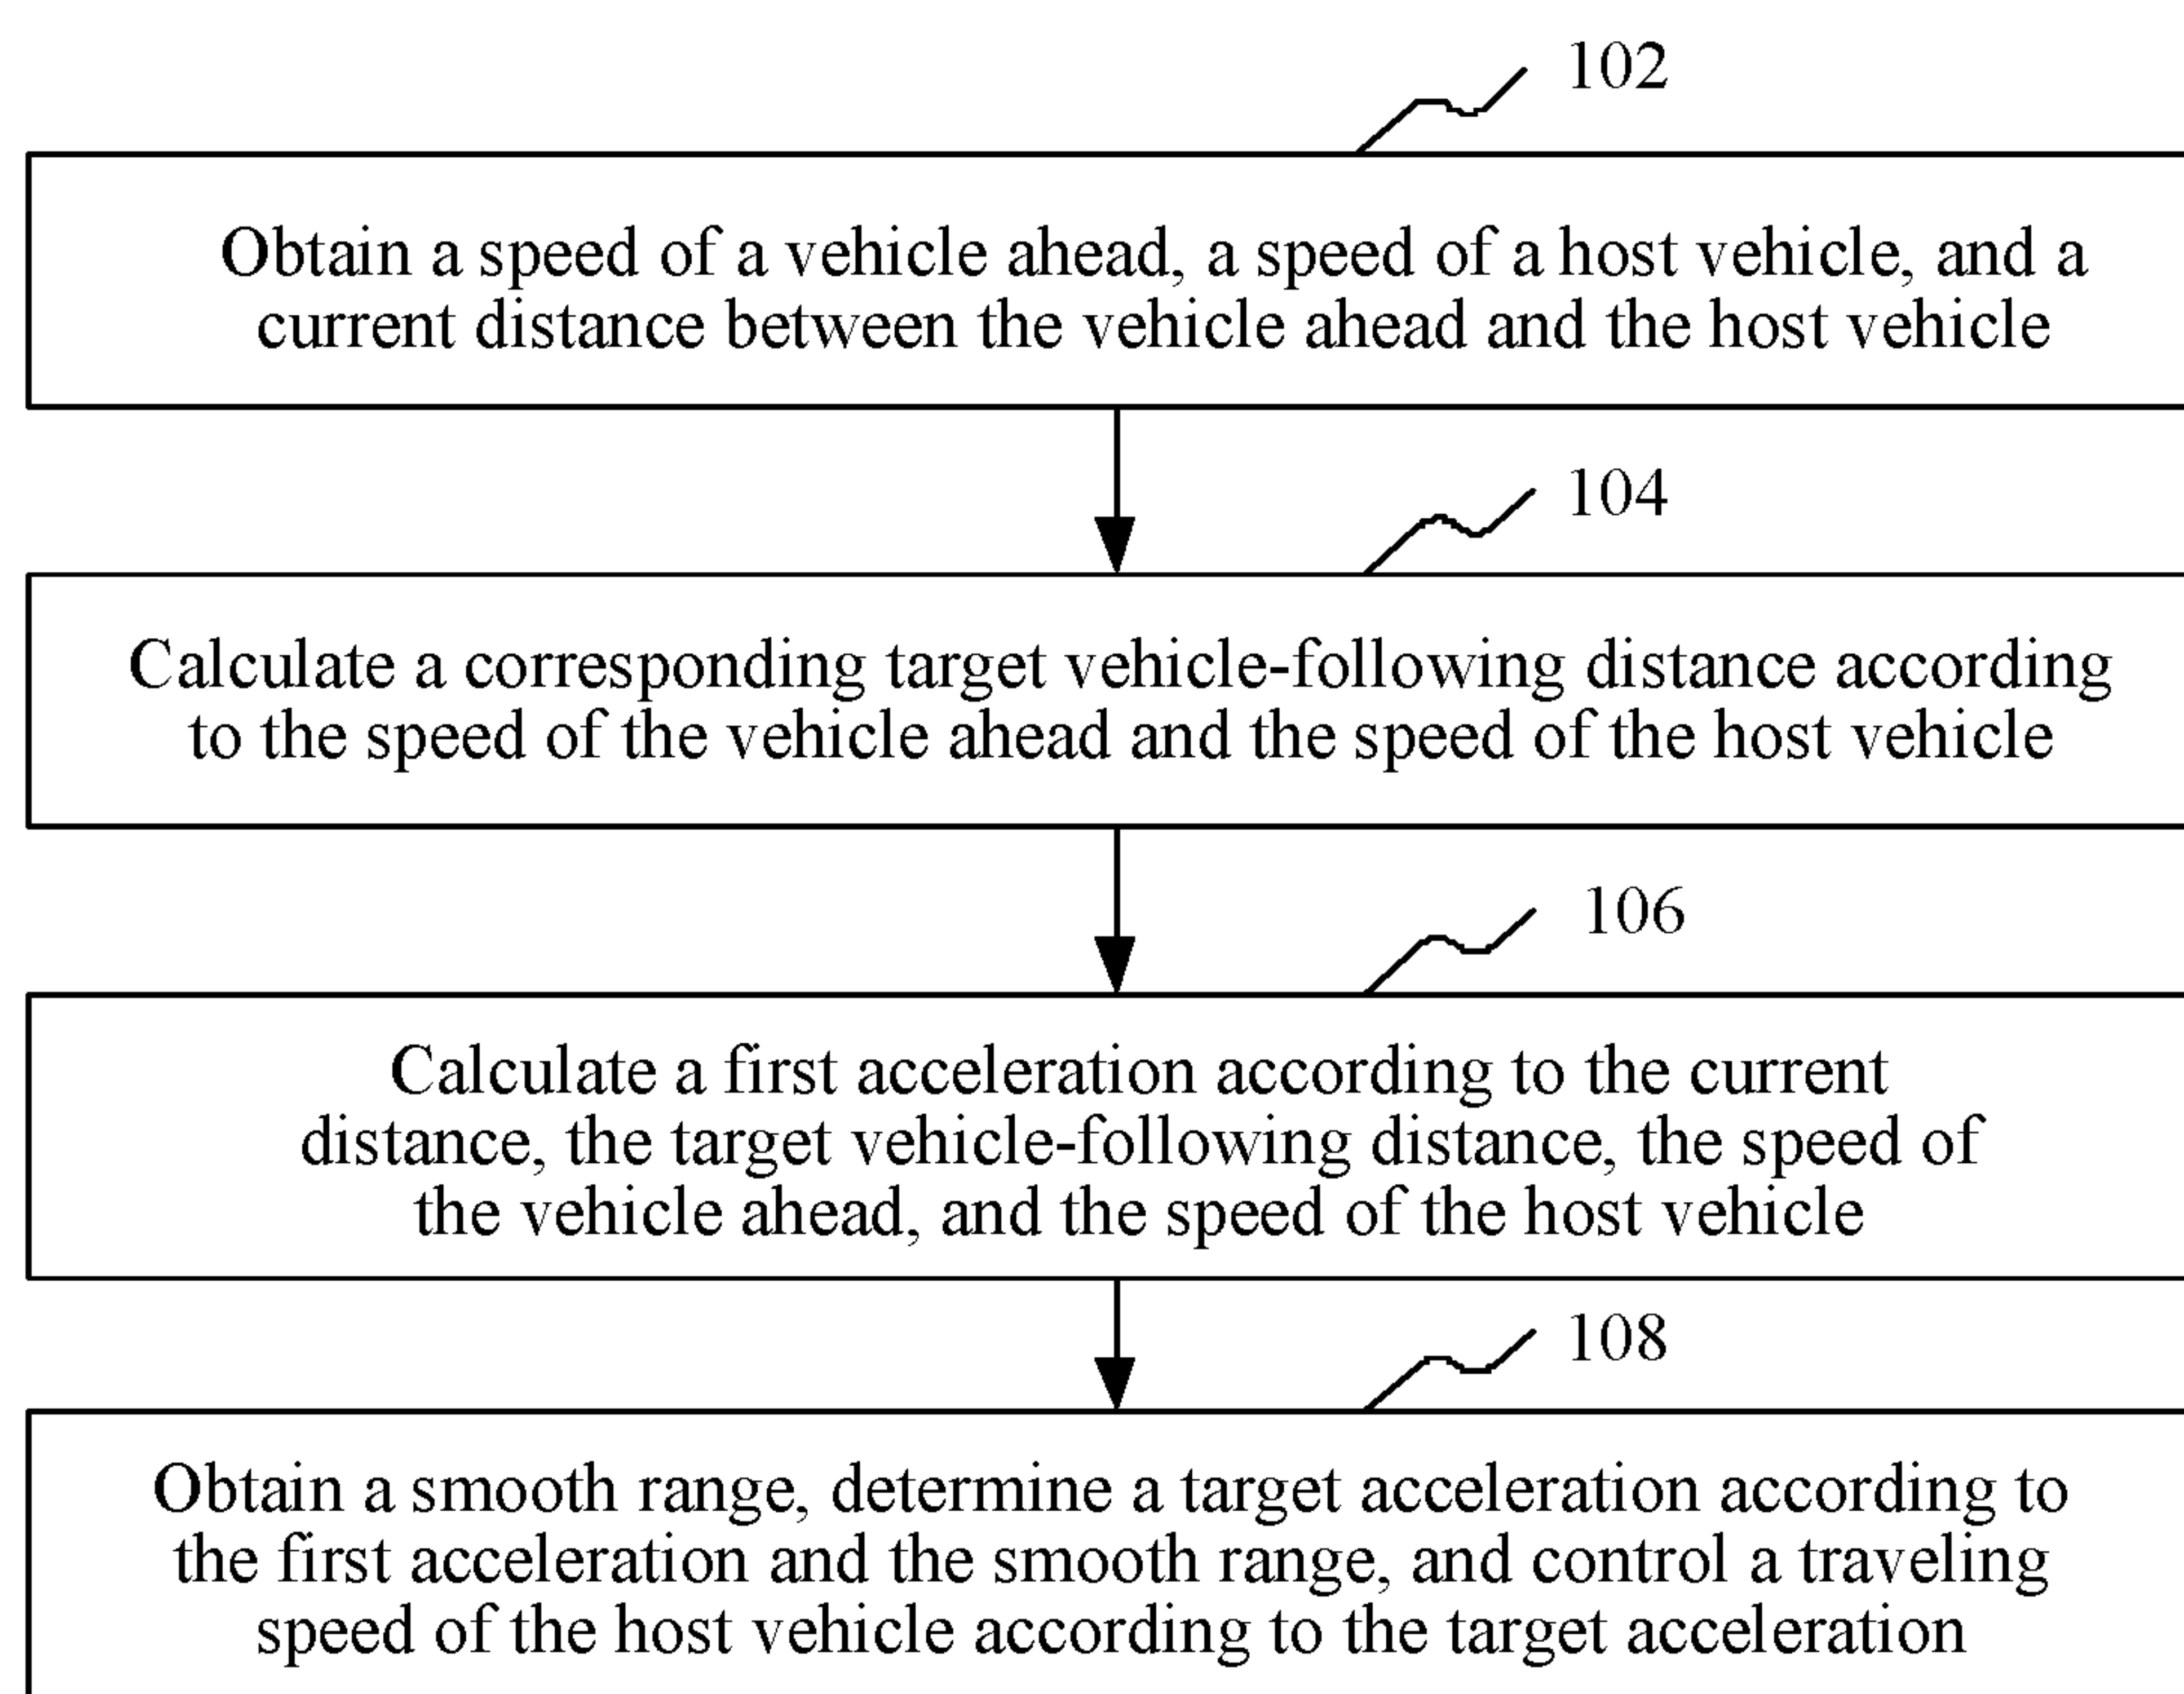 102
Obtain a speed of a vehicle ahead, a speed of a host vehicle, and a
current distance between the vehicle ahead and the host vehicle
104
Calculate a corresponding target vehicle-following distance according
to the speed of the vehicle ahead and the speed of the host vehicle
106
Calculate a first acceleration according to the current
distance, the target vehicle-following distance, the speed of
the vehicle ahead, and the speed of the host vehicle
108
Obtain a smooth range, determine a target acceleration according to
the first acceleration and the smooth range, and control a traveling
speed of the host vehicle according to the target acceleration